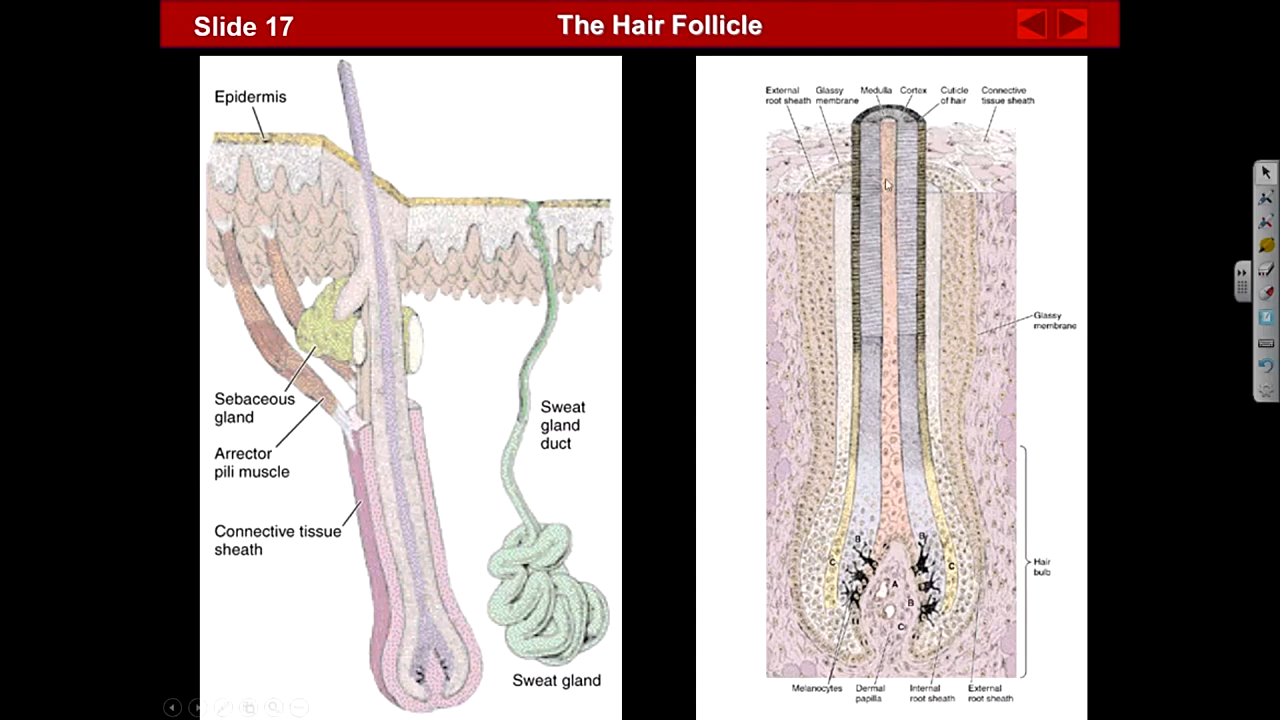 Slide 17
The Hair Follicle
Epidermis
Sebaceous
gland
Arrector
pili muscle
Connective tissue
sheath
Sweat
gland
duct
Sweat gland
External
root sheath
Glassy
membrane
Medulla
Cortex
Cuticle
of hair
Connective
tissue sheath
Glassy
membrane
B
B
C
C
A
B
C
Hair
bulb
Melanocytes
Dermal
papilla
Internal
root sheath
External
root sheath